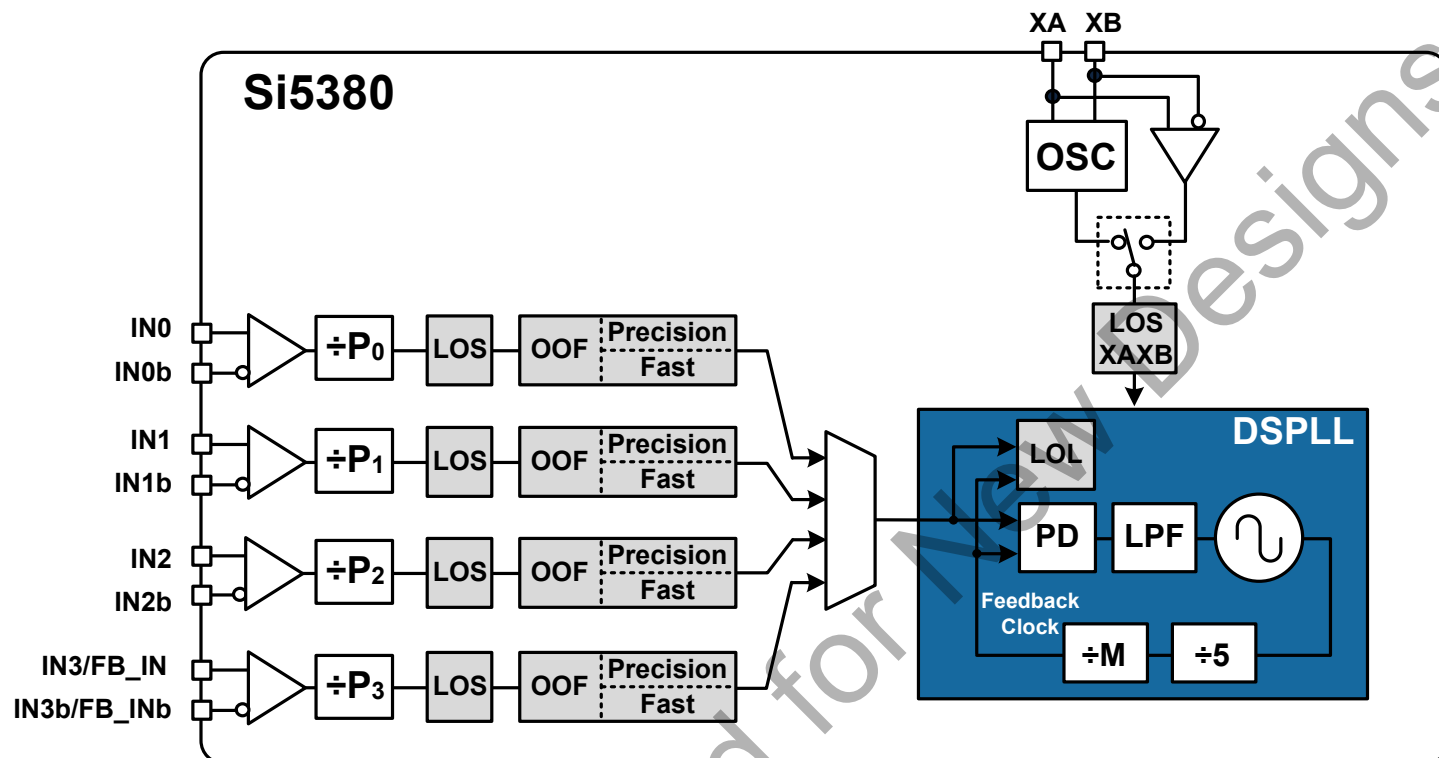 XA XB
Si5380
OSC
LOS
XAXB
IN0
IN0b
÷P0
LOS
OOF
Precision
Fast
IN1
IN1b
÷P1
LOS
OOF
Precision
Fast
IN2
IN2b
÷P2
LOS
OOF
Precision
Fast
IN3/FB_IN
IN3b/FB_INb
÷P3
LOS
OOF
Precision
Fast
DSPLL
LOL
PD
LPF
Feedback
Clock
÷M
÷5
for New Designs